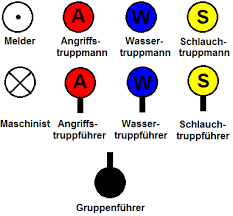 A W S
Melder Angriffs- Wasser- Schlauch-
truppmann truppmann truppmann
A W S
Maschinist Angriffs- Wasser- Schlauch-
truppführer truppführer truppführer
Gruppenführer